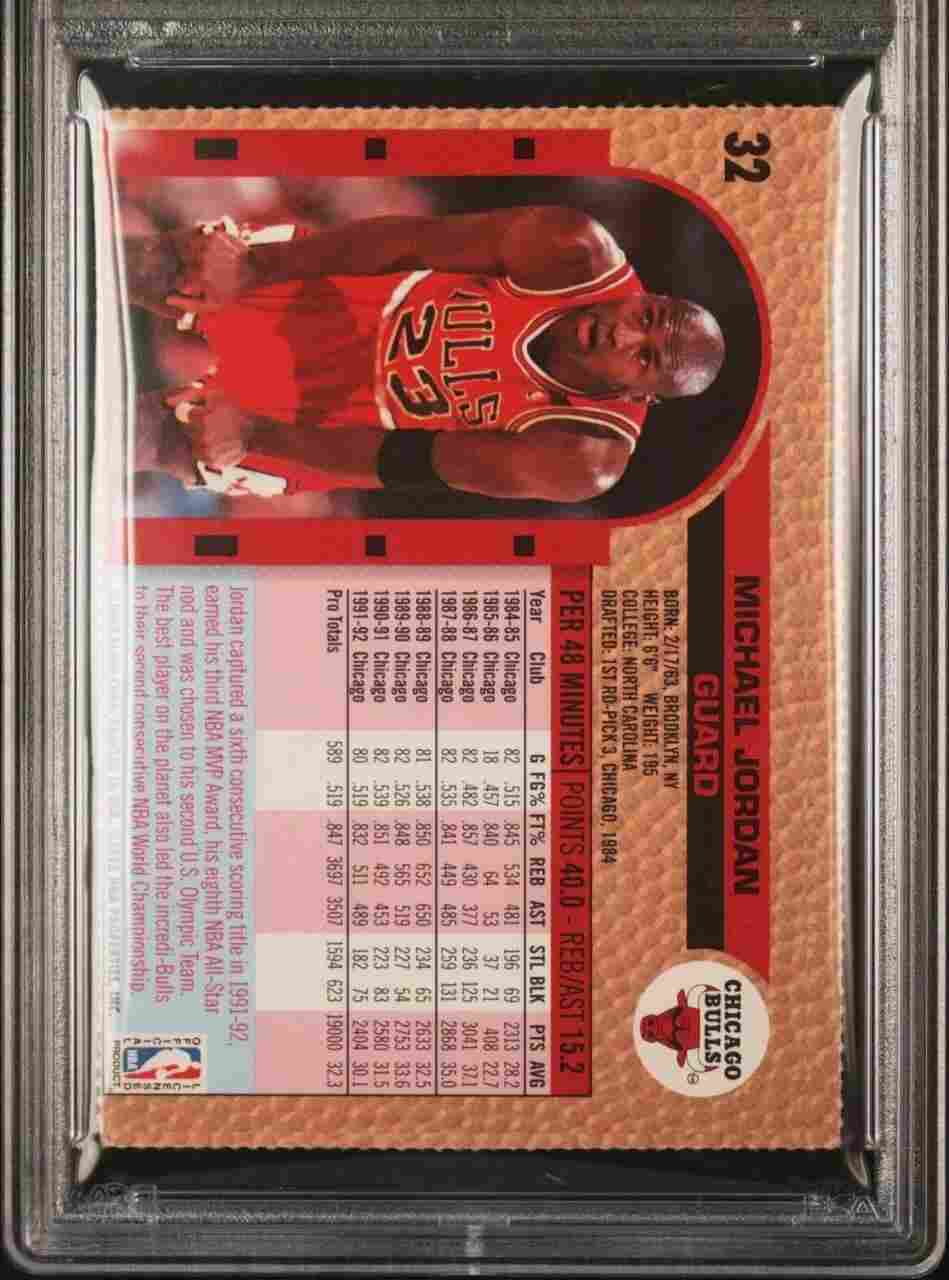 32
MICHAEL JORDAN
GUARD
CHICAGO
BULLS
BORN: 2/17/63, BROOKLYN, NY
HEIGHT: 6'6" WEIGHT: 195
COLLEGE: NORTH CAROLINA
DRAFTED: 1ST RD-PICK 3, CHICAGO, 1984
ULLS
23
PER 48 MINUTES POINTS 40.0 - REB/AST 15.2
Year Club G FG% FT% REB AST STL BLK PTS AVG
1984-85 Chicago 82 .515 .845 534 481 196 69 2313 28.2
1985-86 Chicago 18 .457 .840 64 53 37 21 408 22.7
1986-87 Chicago 82 .482 .857 430 377 236 125 3041 37.1
1987-88 Chicago 82 .535 .841 449 485 259 131 2868 35.0
1988-89 Chicago 81 .538 .850 652 650 234 65 2633 32.5
1989-90 Chicago 82 .526 .848 565 519 227 54 2753 33.6
1990-91 Chicago 82 .539 .851 492 453 223 83 2580 31.5
1991-92 Chicago 80 .519 .832 511 489 182 75 2404 30.1
Pro Totals 589 .519 .847 3697 3507 1594 623 19000 32.3
Jordan captured a sixth consecutive scoring title in 1991-92,
earned his third NBA MVP Award, his eighth NBA All-Star
nod and was chosen to his second U.S. Olympic Team.
The best player on the planet also led the incredi-Bulls
to their second consecutive NBA World Championship.
NBA PROPERTIES, INC.
OFFICIAL
NBA
LICENSED
PRODUCT